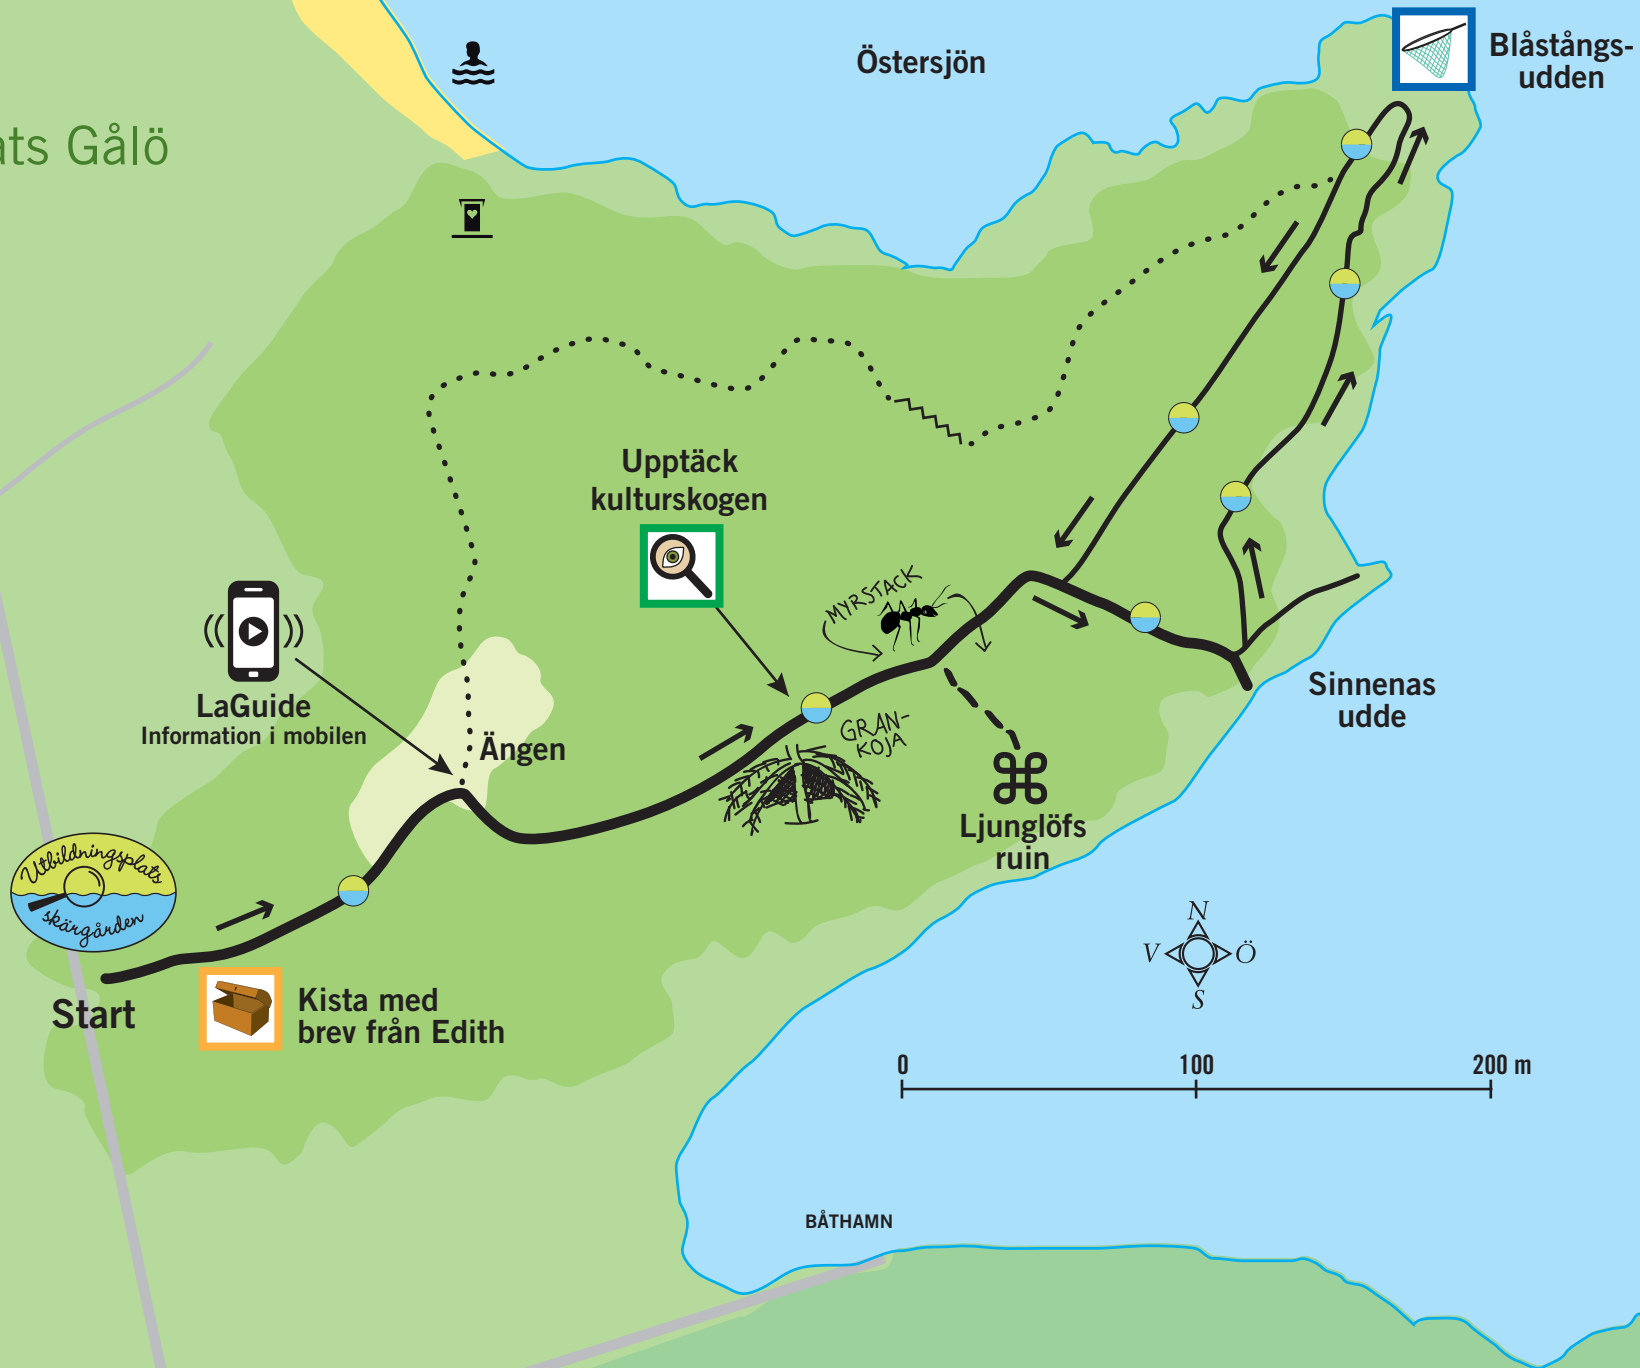 Östersjön
Blåstångs-
udden
ats Gålö
Upptäck
kulturskogen
MYRSTACK
LaGuide
Information i mobilen
Ängen
GRAN-
KOJA
Sinnenas
udde
Ljunglöfs
ruin
Utbildningsplats
skärgården
Start
Kista med
brev från Edith
N
V Ö
S
0 100 200 m
BÅTHAMN